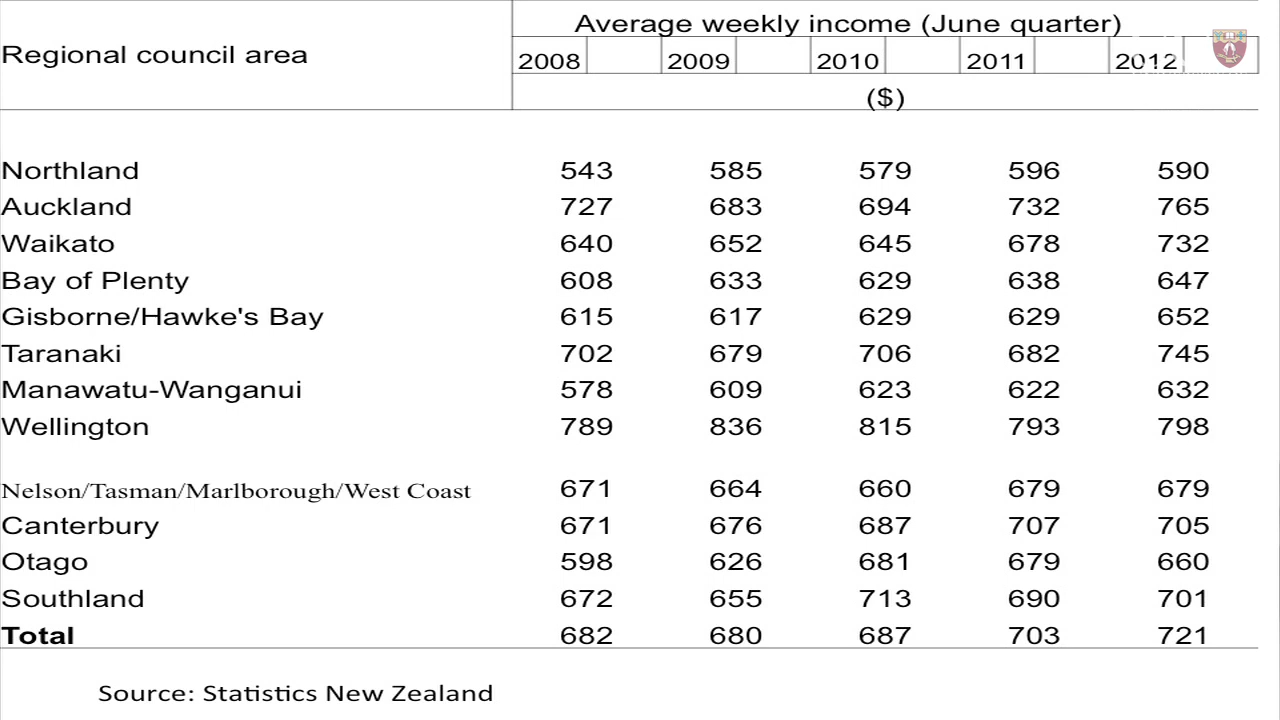 Average weekly income (June quarter)
Regional council area
2008 2009 2010 2011 2012
($)
Northland 543 585 579 596 590
Auckland 727 683 694 732 765
Waikato 640 652 645 678 732
Bay of Plenty 608 633 629 638 647
Gisborne/Hawke's Bay 615 617 629 629 652
Taranaki 702 679 706 682 745
Manawatu-Wanganui 578 609 623 622 632
Wellington 789 836 815 793 798
Nelson/Tasman/Marlborough/West Coast 671 664 660 679 679
Canterbury 671 676 687 707 705
Otago 598 626 681 679 660
Southland 672 655 713 690 701
Total 682 680 687 703 721
Source: Statistics New Zealand